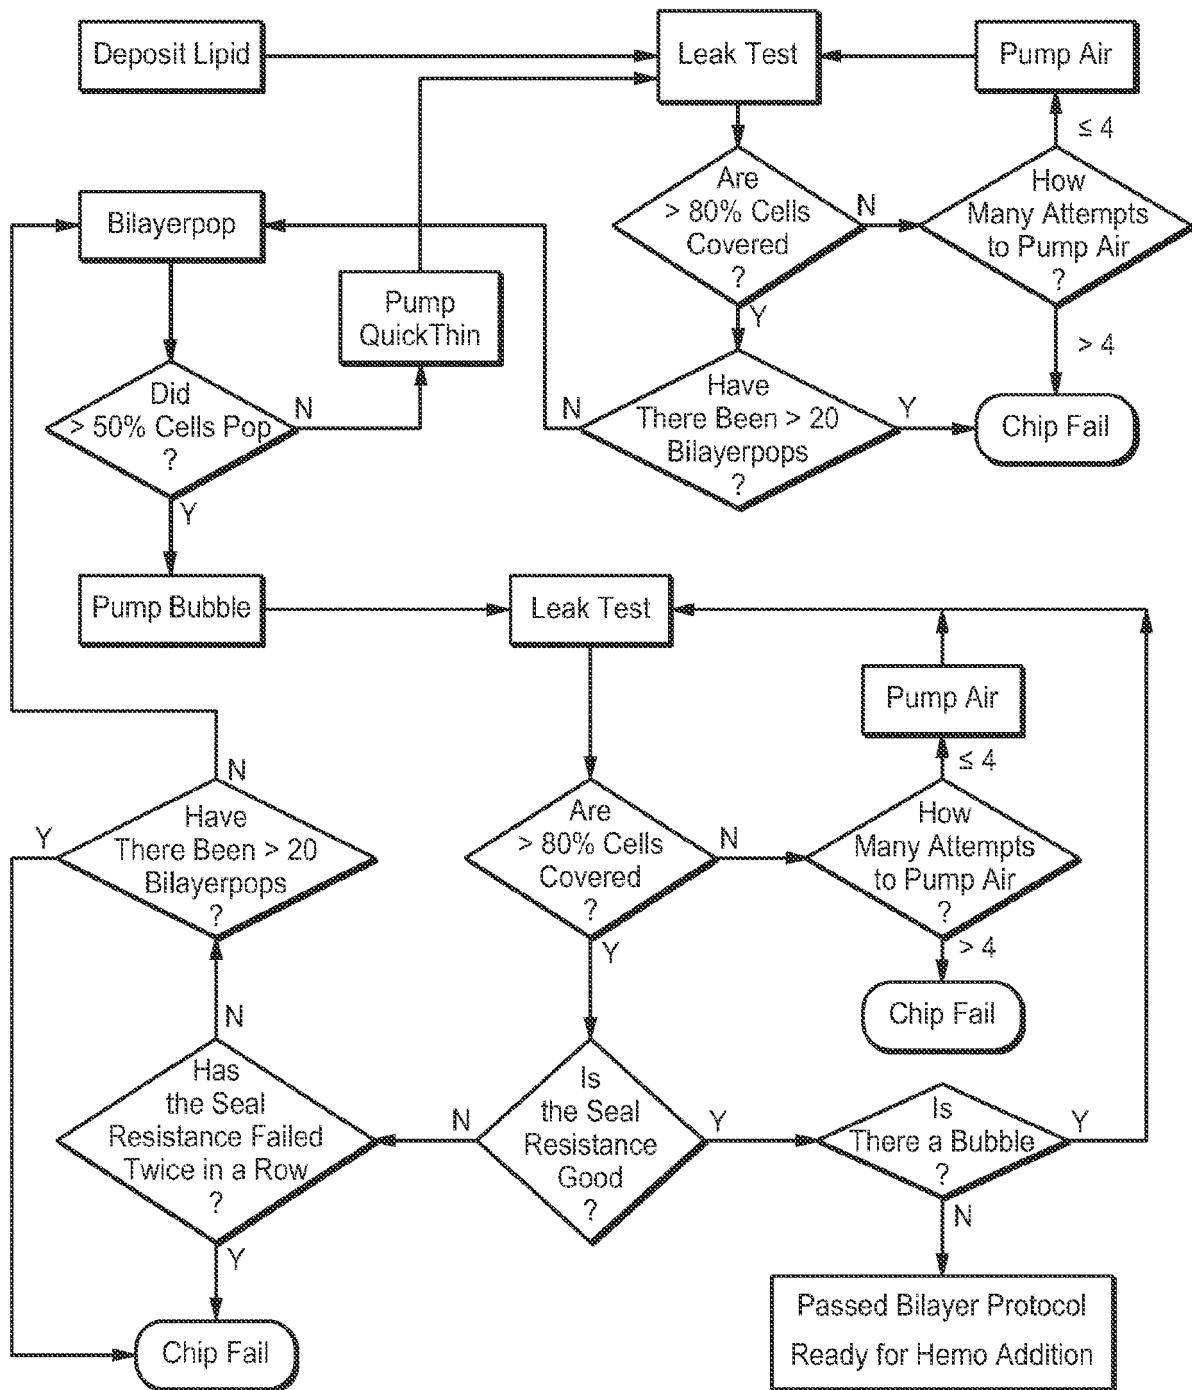 Deposit Lipid
Leak Test
Pump Air
≤ 4
Are
> 80% Cells
Covered
?
N
How
Many Attempts
to Pump Air
?
Bilayerpop
Pump
QuickThin
Y
> 4
Did
> 50% Cells Pop
?
N
N
Have
There Been > 20
Bilayerpops
?
Y
Chip Fail
Y
Pump Bubble
Leak Test
Pump Air
≤ 4
N
Y
Have
There Been > 20
Bilayerpops
?
Are
> 80% Cells
Covered
?
N
How
Many Attempts
to Pump Air
?
Y
> 4
Chip Fail
N
Has
the Seal
Resistance Failed
Twice in a Row
?
N
Is
the Seal
Resistance
Good
?
Y
Is
There a Bubble
?
Y
N
Y
Chip Fail
Passed Bilayer Protocol
Ready for Hemo Addition